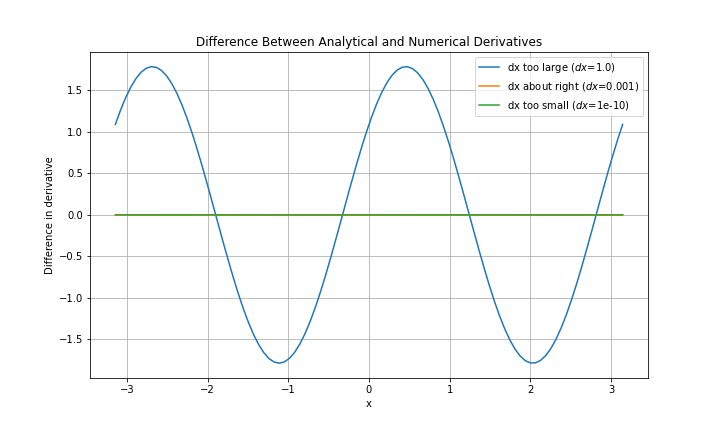 Difference Between Analytical and Numerical Derivatives
dx too large (dx=1.0)
dx about right (dx=0.001)
dx too small (dx=1e-10)
Difference in derivative
1.5
1.0
0.5
0.0
−0.5
−1.0
−1.5
−3 −2 −1 0 1 2 3
x